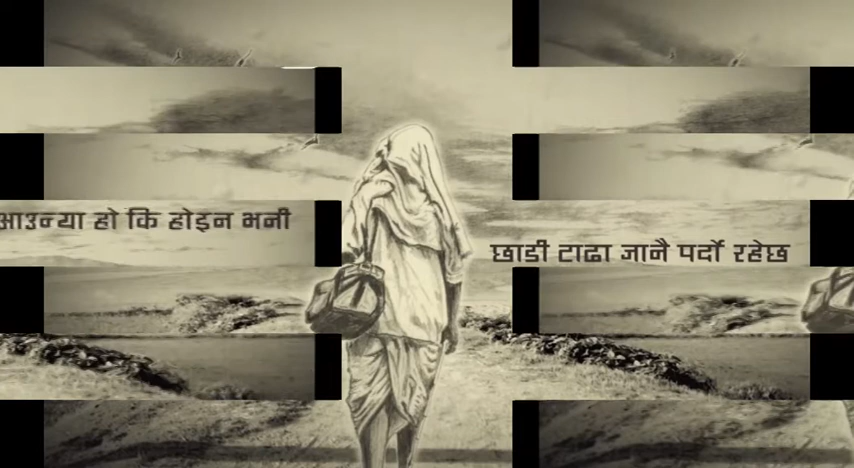 आउन्या हो कि होइन भनी
छाडी टाढा जानै पर्दो रहेछ